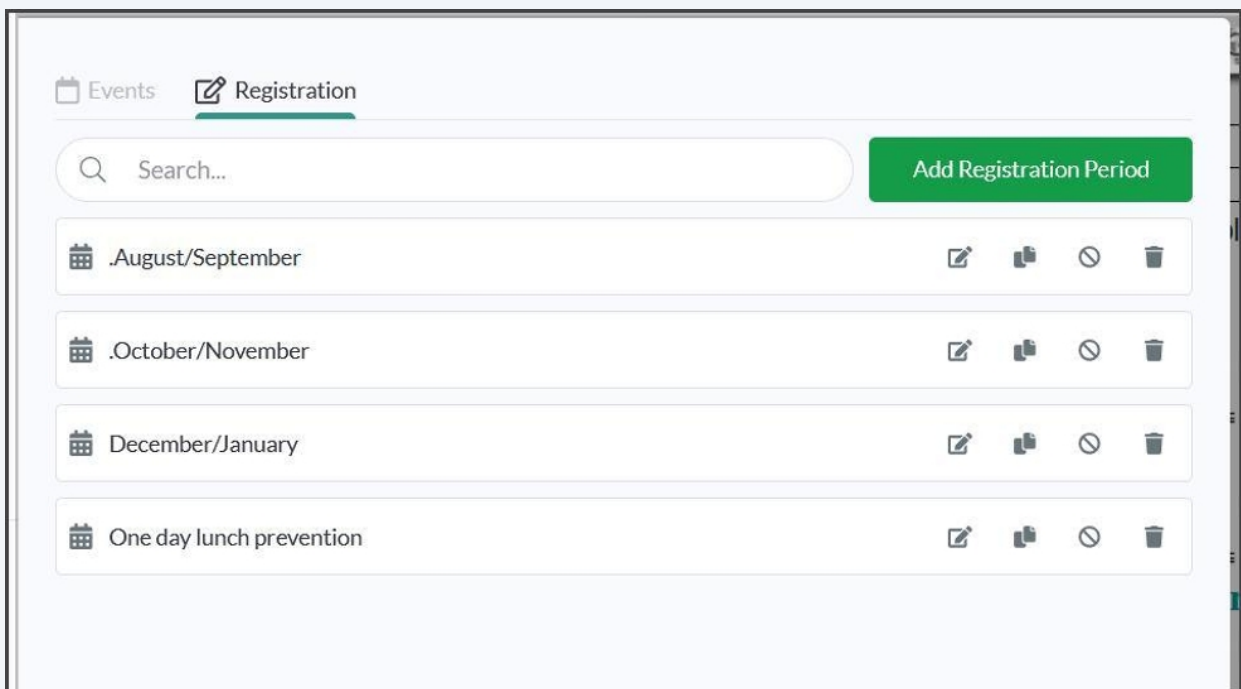 Events Registration
Search... Add Registration Period
.August/September
.October/November
December/January
One day lunch prevention